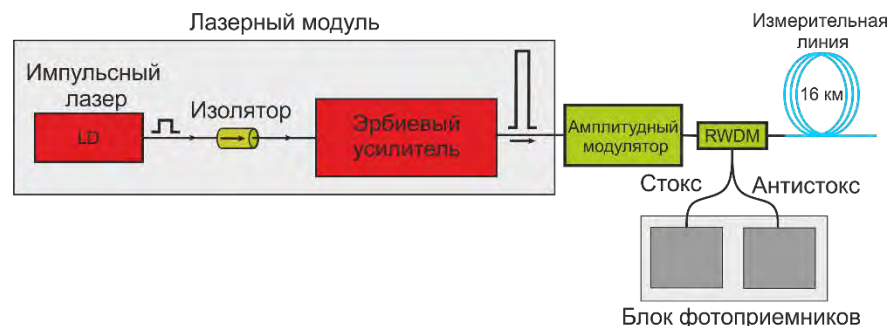 Лазерный модуль
Импульсный
лазер
LD
Изолятор
Эрбиевый
усилитель
Амплитудный
модулятор
RWDM
Измерительная
линия
16 км
Стокс
Антистокс
Блок фотоприемников